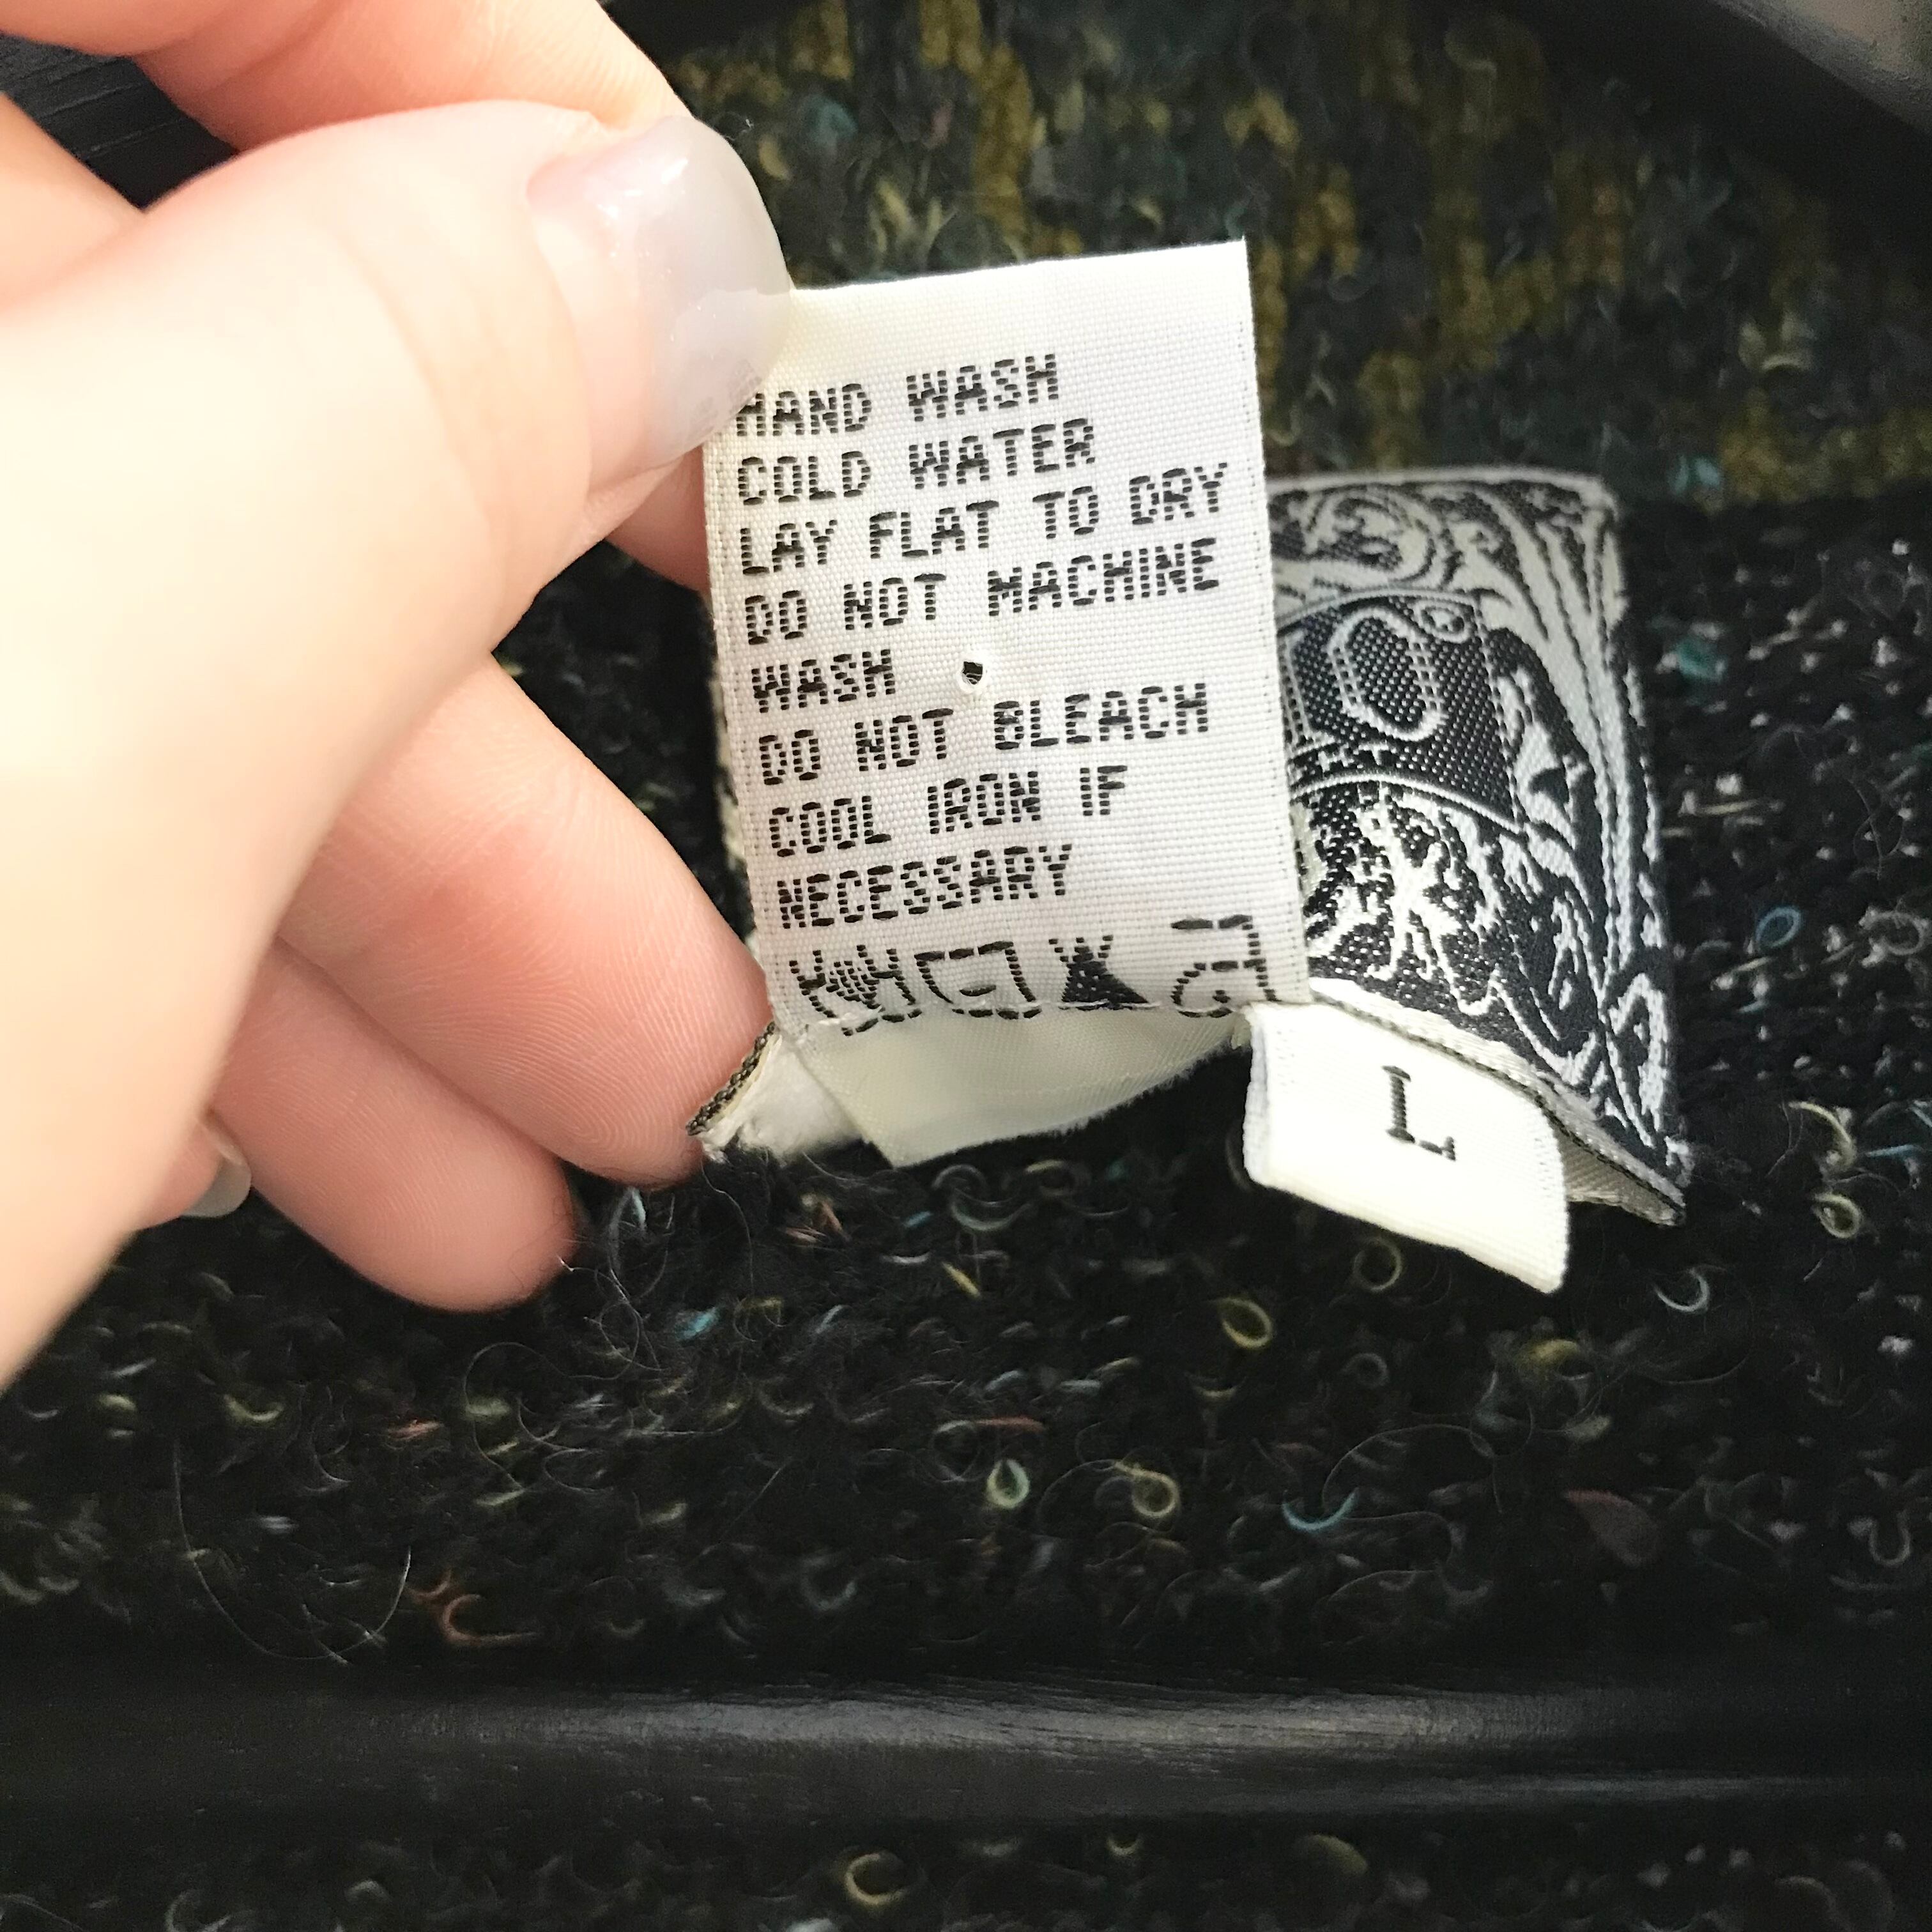 HAND WASH
COLD WATER
LAY FLAT TO DRY
DO NOT MACHINE
WASH
DO NOT BLEACH
COOL IRON IF
NECESSARY
L